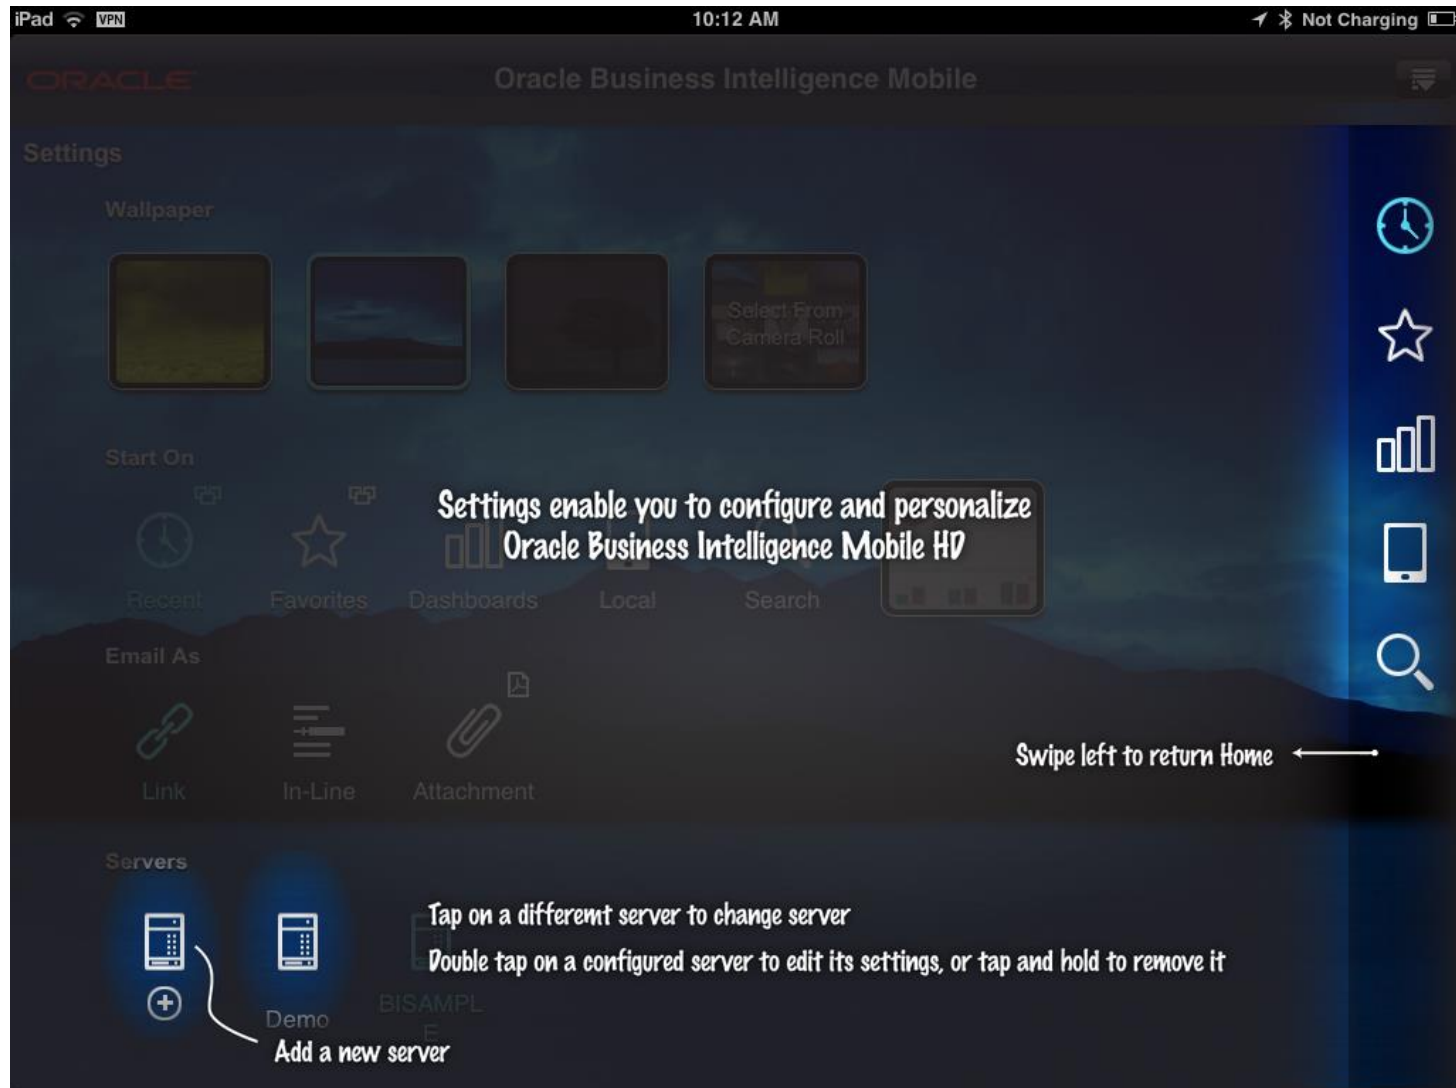 iPad VPN 10:12 AM Not Charging
ORACLE Oracle Business Intelligence Mobile
Settings
Wallpaper
Select From
Camera Roll
Start On
Settings enable you to configure and personalize
Oracle Business Intelligence Mobile HD
Recent Favorites Dashboards Local Search
Email As
Swipe left to return Home
Link In-Line Attachment
Servers
Tap on a differemt server to change server
Double tap on a configured server to edit its settings, or tap and hold to remove it
Demo BISAMPL
E
Add a new server